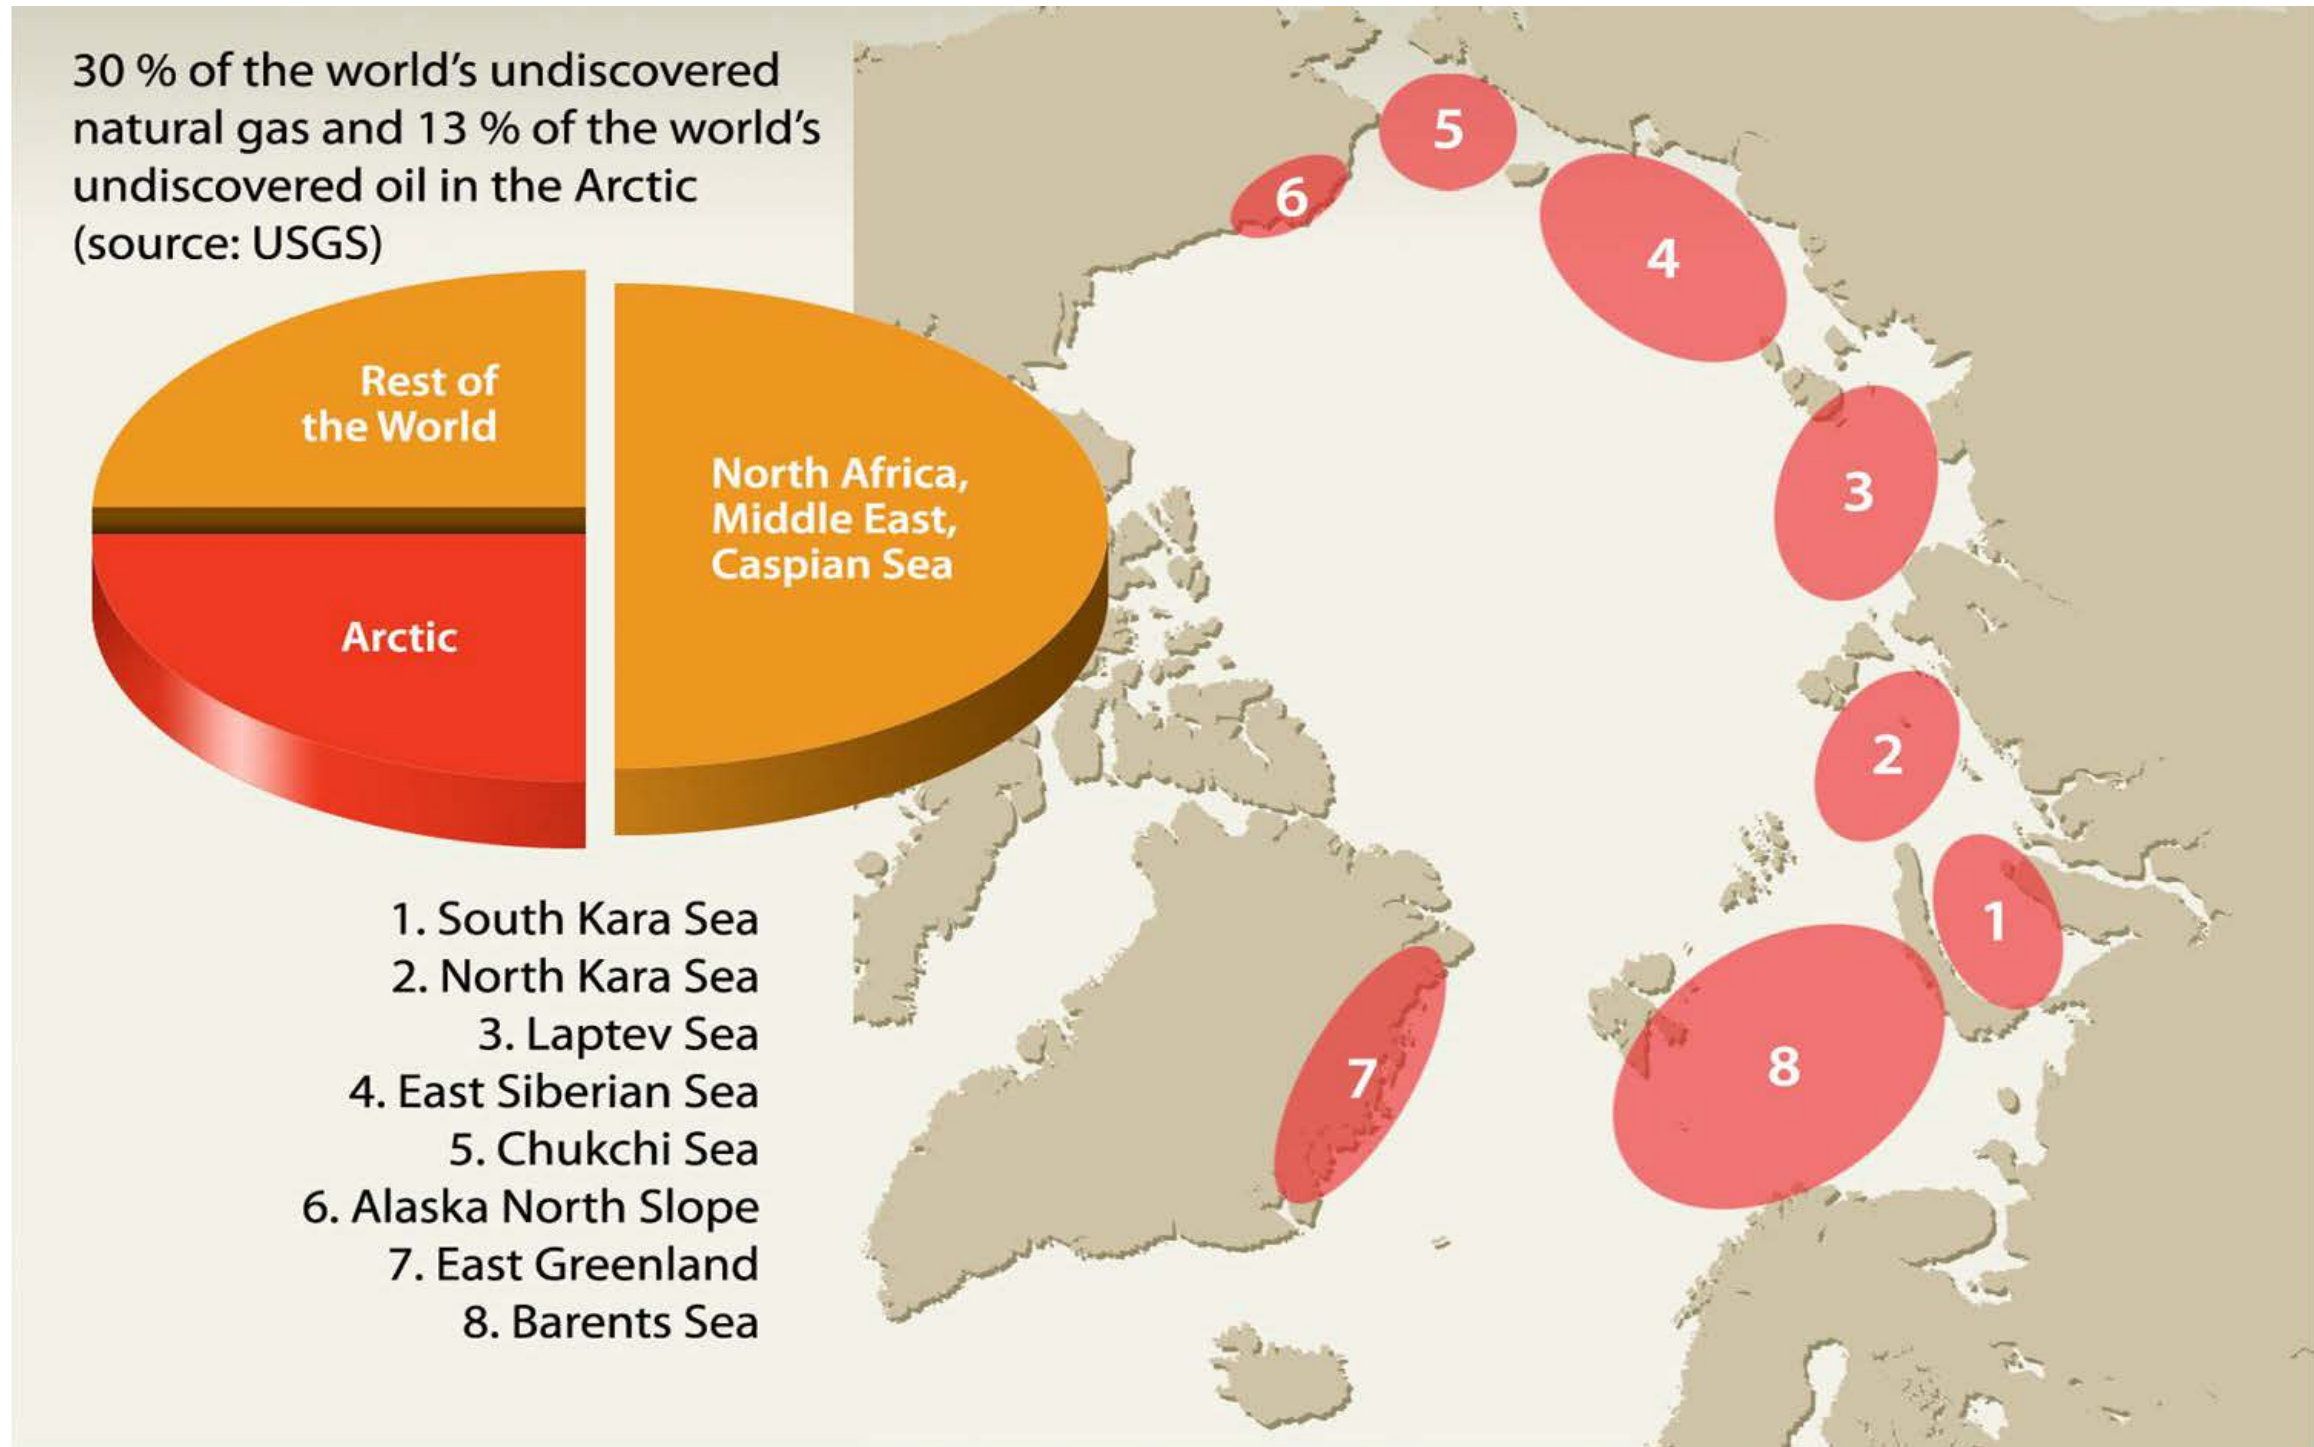 30 % of the world's undiscovered
natural gas and 13 % of the world's
undiscovered oil in the Arctic
(source: USGS)
Rest of
the World
North Africa,
Middle East,
Caspian Sea
Arctic
1. South Kara Sea
2. North Kara Sea
3. Laptev Sea
4. East Siberian Sea
5. Chukchi Sea
6. Alaska North Slope
7. East Greenland
8. Barents Sea
5
6
4
3
2
1
7
8